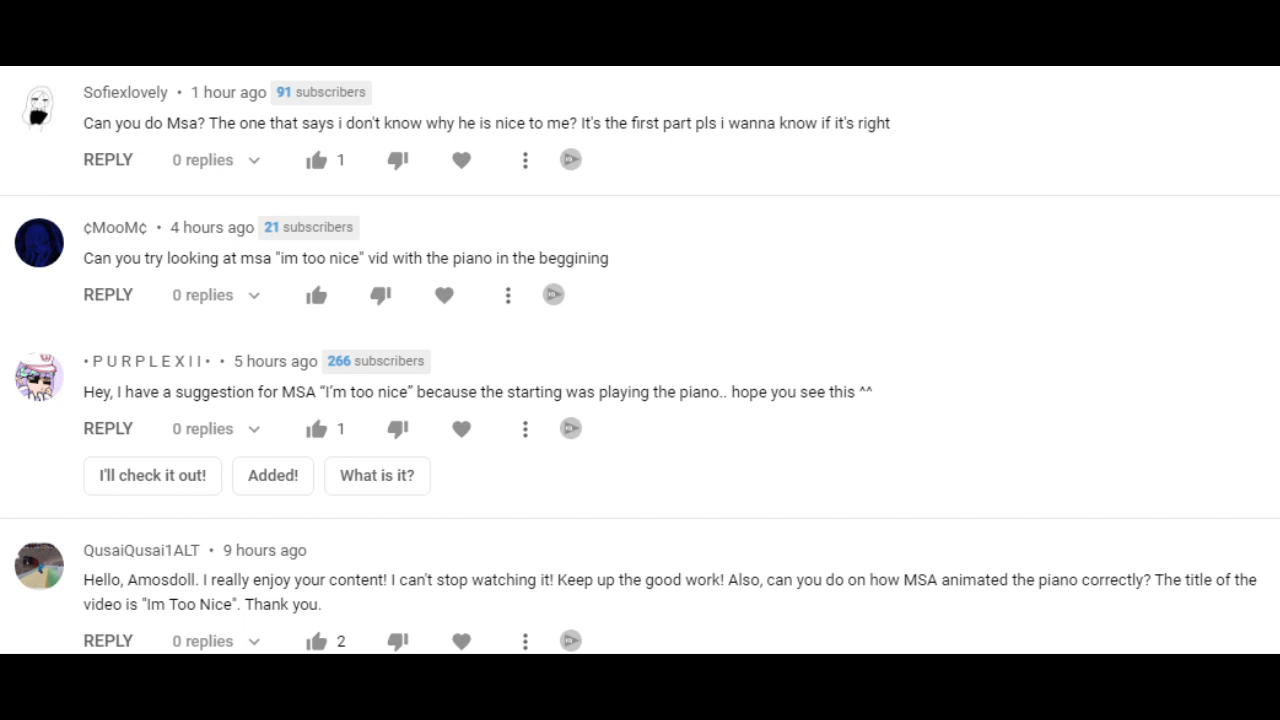 Sofiexlovely • 1 hour ago 91 subscribers
Can you do Msa? The one that says i don't know why he is nice to me? It's the first part pls i wanna know if it's right
REPLY 0 replies 1
¢MooM¢ • 4 hours ago 21 subscribers
Can you try looking at msa "im too nice" vid with the piano in the beggining
REPLY 0 replies
• P U R P L E X I I • • 5 hours ago 266 subscribers
Hey, I have a suggestion for MSA “I’m too nice” because the starting was playing the piano.. hope you see this ^^
REPLY 0 replies 1
I'll check it out! Added! What is it?
QusaiQusai1ALT • 9 hours ago
Hello, Amosdoll. I really enjoy your content! I can't stop watching it! Keep up the good work! Also, can you do on how MSA animated the piano correctly? The title of the
video is "Im Too Nice". Thank you.
REPLY 0 replies 2